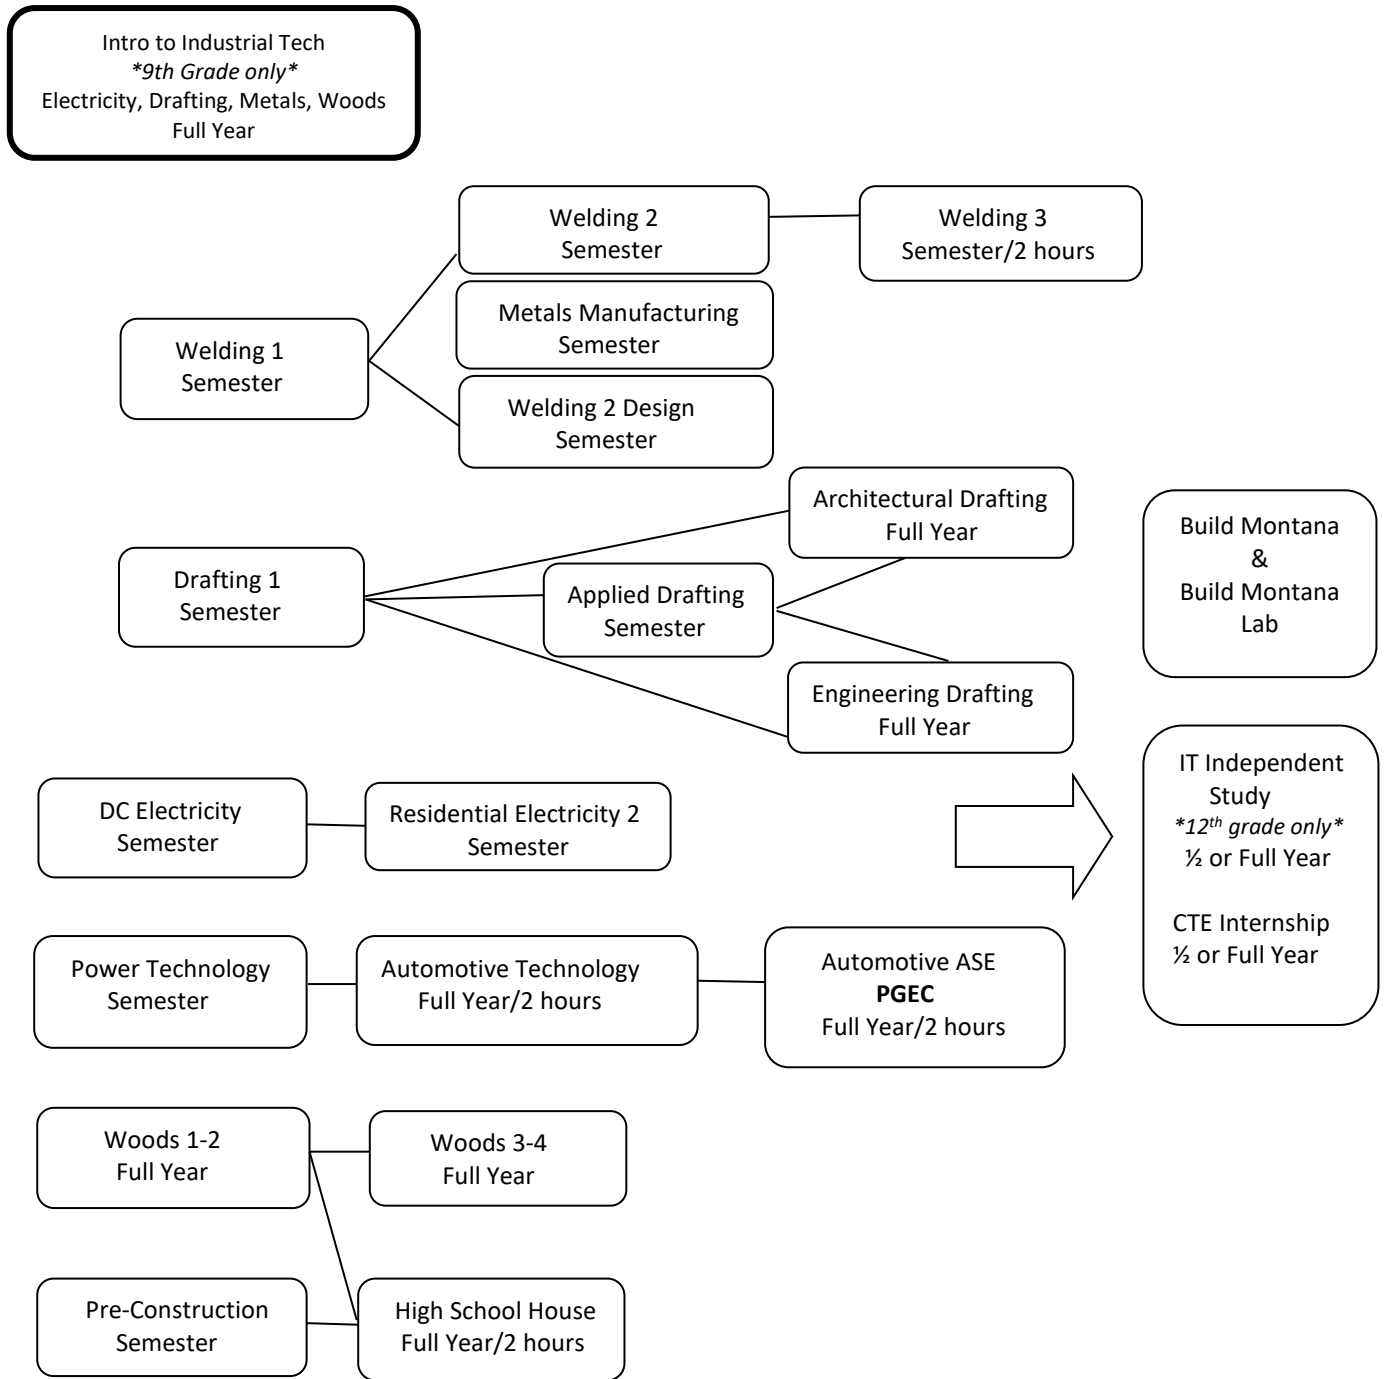 Intro to Industrial Tech
*9th Grade only*
Electricity, Drafting, Metals, Woods
Full Year
Welding 2
Semester
Welding 3
Semester/2 hours
Metals Manufacturing
Semester
Welding 1
Semester
Welding 2 Design
Semester
Architectural Drafting
Full Year
Drafting 1
Semester
Applied Drafting
Semester
Engineering Drafting
Full Year
Build Montana
&
Build Montana
Lab
DC Electricity
Semester
Residential Electricity 2
Semester
IT Independent
Study
*12th grade only*
½ or Full Year
CTE Internship
½ or Full Year
Power Technology
Semester
Automotive Technology
Full Year/2 hours
Automotive ASE
PGEC
Full Year/2 hours
Woods 1-2
Full Year
Woods 3-4
Full Year
Pre-Construction
Semester
High School House
Full Year/2 hours